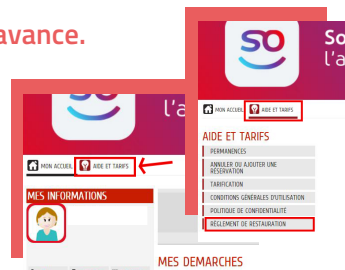 avance.
so
So
l'a
MON ACCUEIL
AIDE ET TARIFS
AIDE ET TARIFS
PERMANENCES
ANNULER OU AJOUTER UNE
RÉSERVATION
TARIFICATION
CONDITIONS GÉNÉRALES D'UTILISATION
POLITIQUE DE CONFIDENTIALITÉ
RÈGLEMENT DE RESTAURATION
l'a
MON ACCUEIL
AIDE ET TARIFS
MES INFORMATIONS
MES DEMARCHES